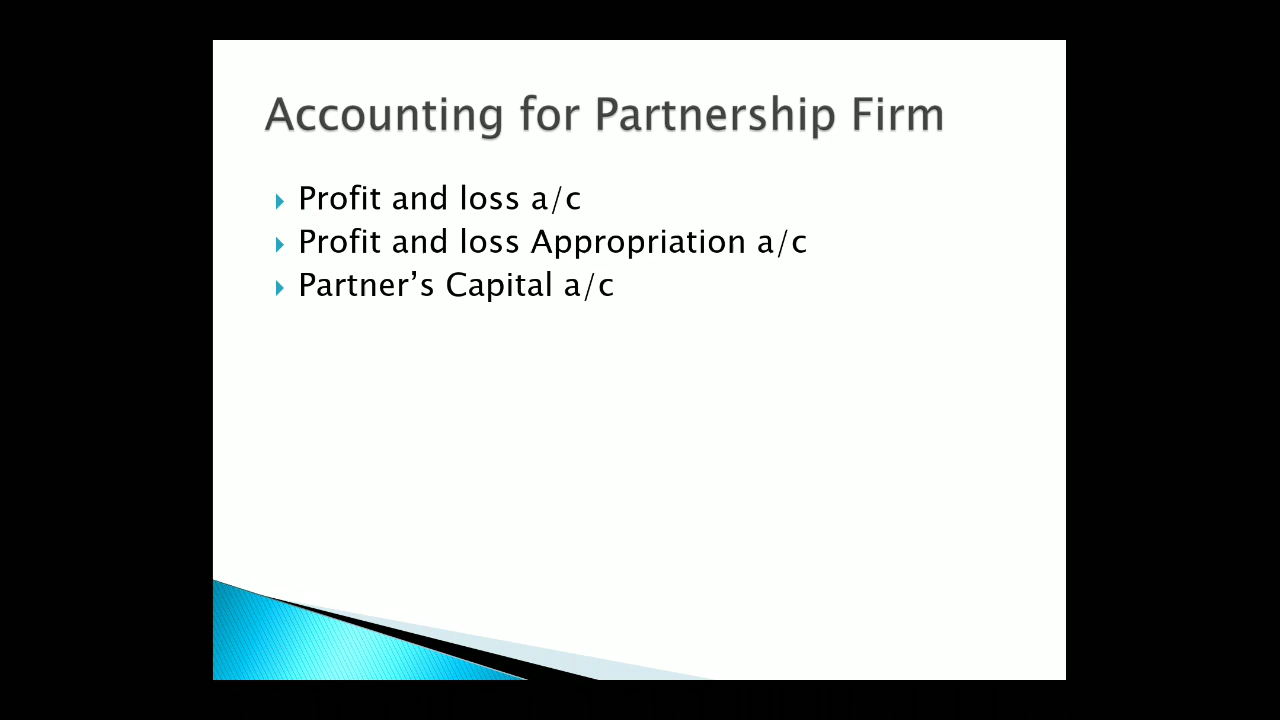 Accounting for Partnership Firm
Profit and loss a/c
Profit and loss Appropriation a/c
Partner’s Capital a/c